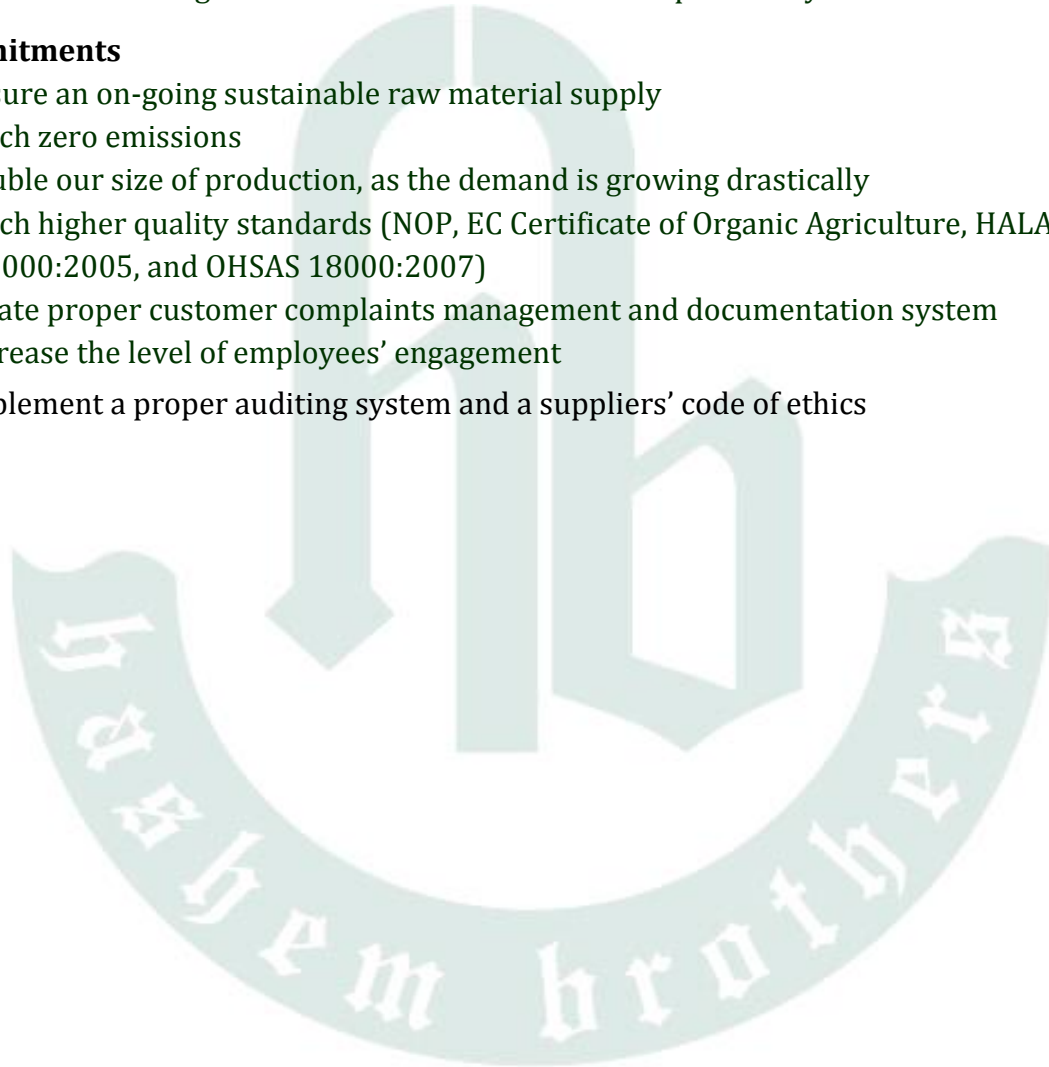 mitments
sure an on-going sustainable raw material supply
ch zero emissions
uble our size of production, as the demand is growing drastically
ch higher quality standards (NOP, EC Certificate of Organic Agriculture, HALA
000:2005, and OHSAS 18000:2007)
ate proper customer complaints management and documentation system
rease the level of employees’ engagement
plement a proper auditing system and a suppliers’ code of ethics
hb
hashem brothers